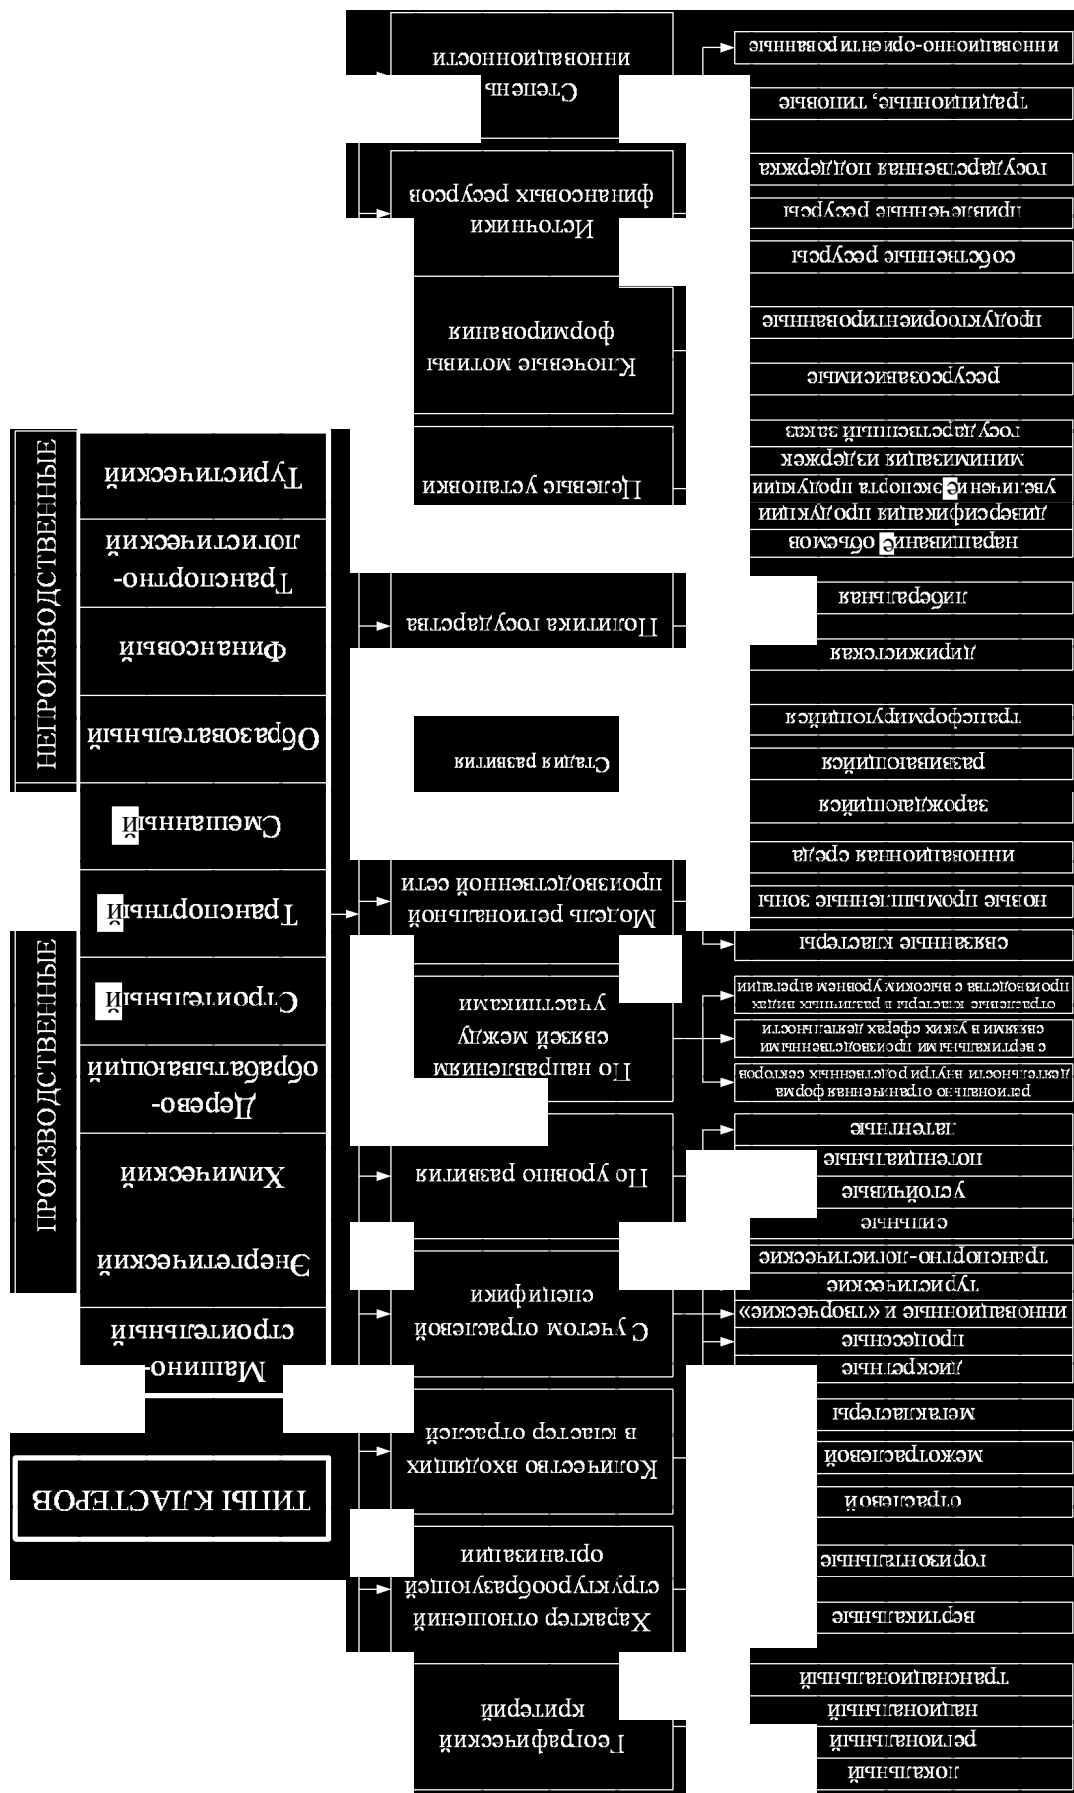 ТИПЫ КЛАСТЕРОВ
ПРОИЗВОДСТВЕННЫЕ
НЕПРОИЗВОДСТВЕННЫЕ
Машино-
строительный
Энергетический
Химический
Дерево-
обрабатывающий
Строительный
Транспортный
Смешанный
Образовательный
Финансовый
Транспортно-
логистический
Туристический
Географический
критерий
локальный
региональный
национальный
транснациональный
Характер отношений
структурообразующей
организации
вертикальные
горизонтальные
Количество входящих
в кластер отраслей
отраслевой
межотраслевой
мегакластеры
С учетом отраслевой
специфики
дискретные
процессные
инновационные и «творческие»
туристические
транспортно-логистические
По уровню развития
сильные
устойчивые
потенциальные
латентные
По направлениям
связей между
участниками
регионально ограниченная форма
деятельности внутри родственных секторов
с вертикальными производственными
связями в узких сферах деятельности
отраслевые кластеры в различных видах
производства с высоким уровнем агрегации
Модель региональной
производственной сети
связанные кластеры
новые промышленные зоны
инновационная среда
Стадия развития
зарождающийся
развивающийся
трансформирующийся
Политика государства
дирижистская
либеральная
Целевые установки
наращивание объемов
диверсификация продукции
увеличение экспорта продукции
минимизация издержек
государственный заказ
Ключевые мотивы
формирования
ресурсозависимые
продуктоориентированные
Источники
финансовых ресурсов
собственные ресурсы
привлеченные ресурсы
государственная поддержка
Степень
инновационности
традиционные, типовые
инновационно-ориентированные